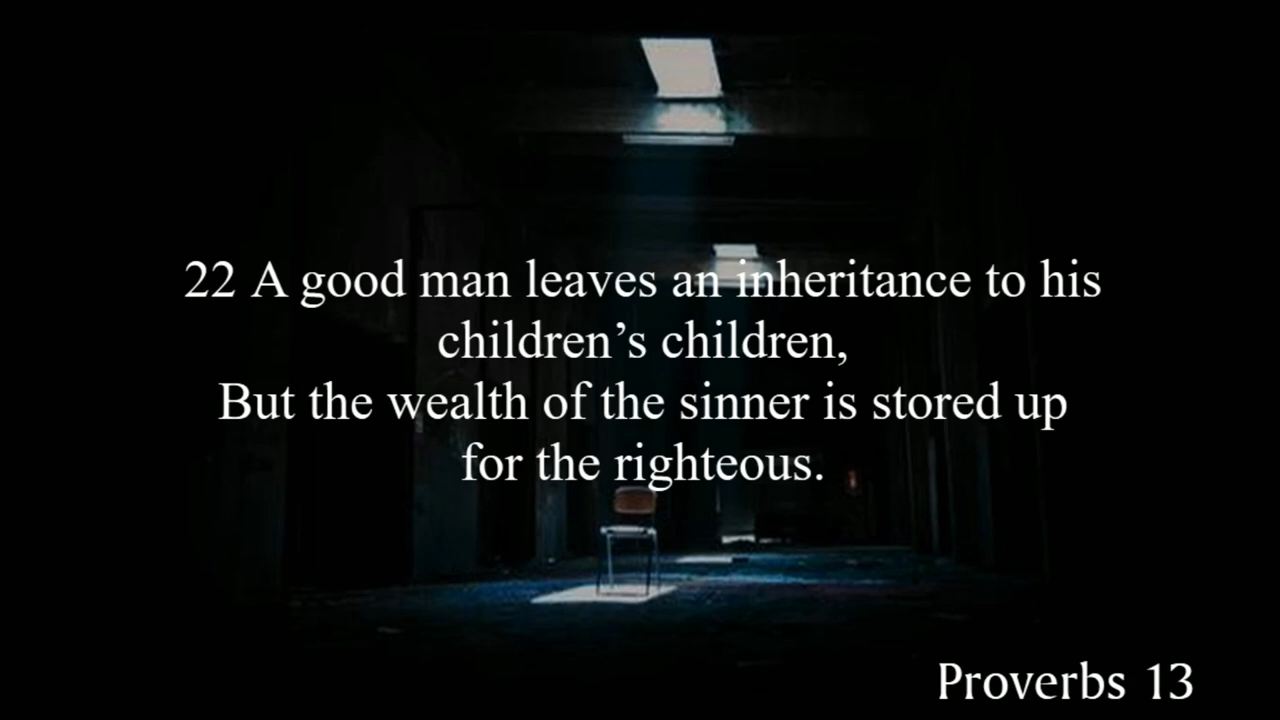 22 A good man leaves an inheritance to his
children’s children,
But the wealth of the sinner is stored up
for the righteous.
Proverbs 13